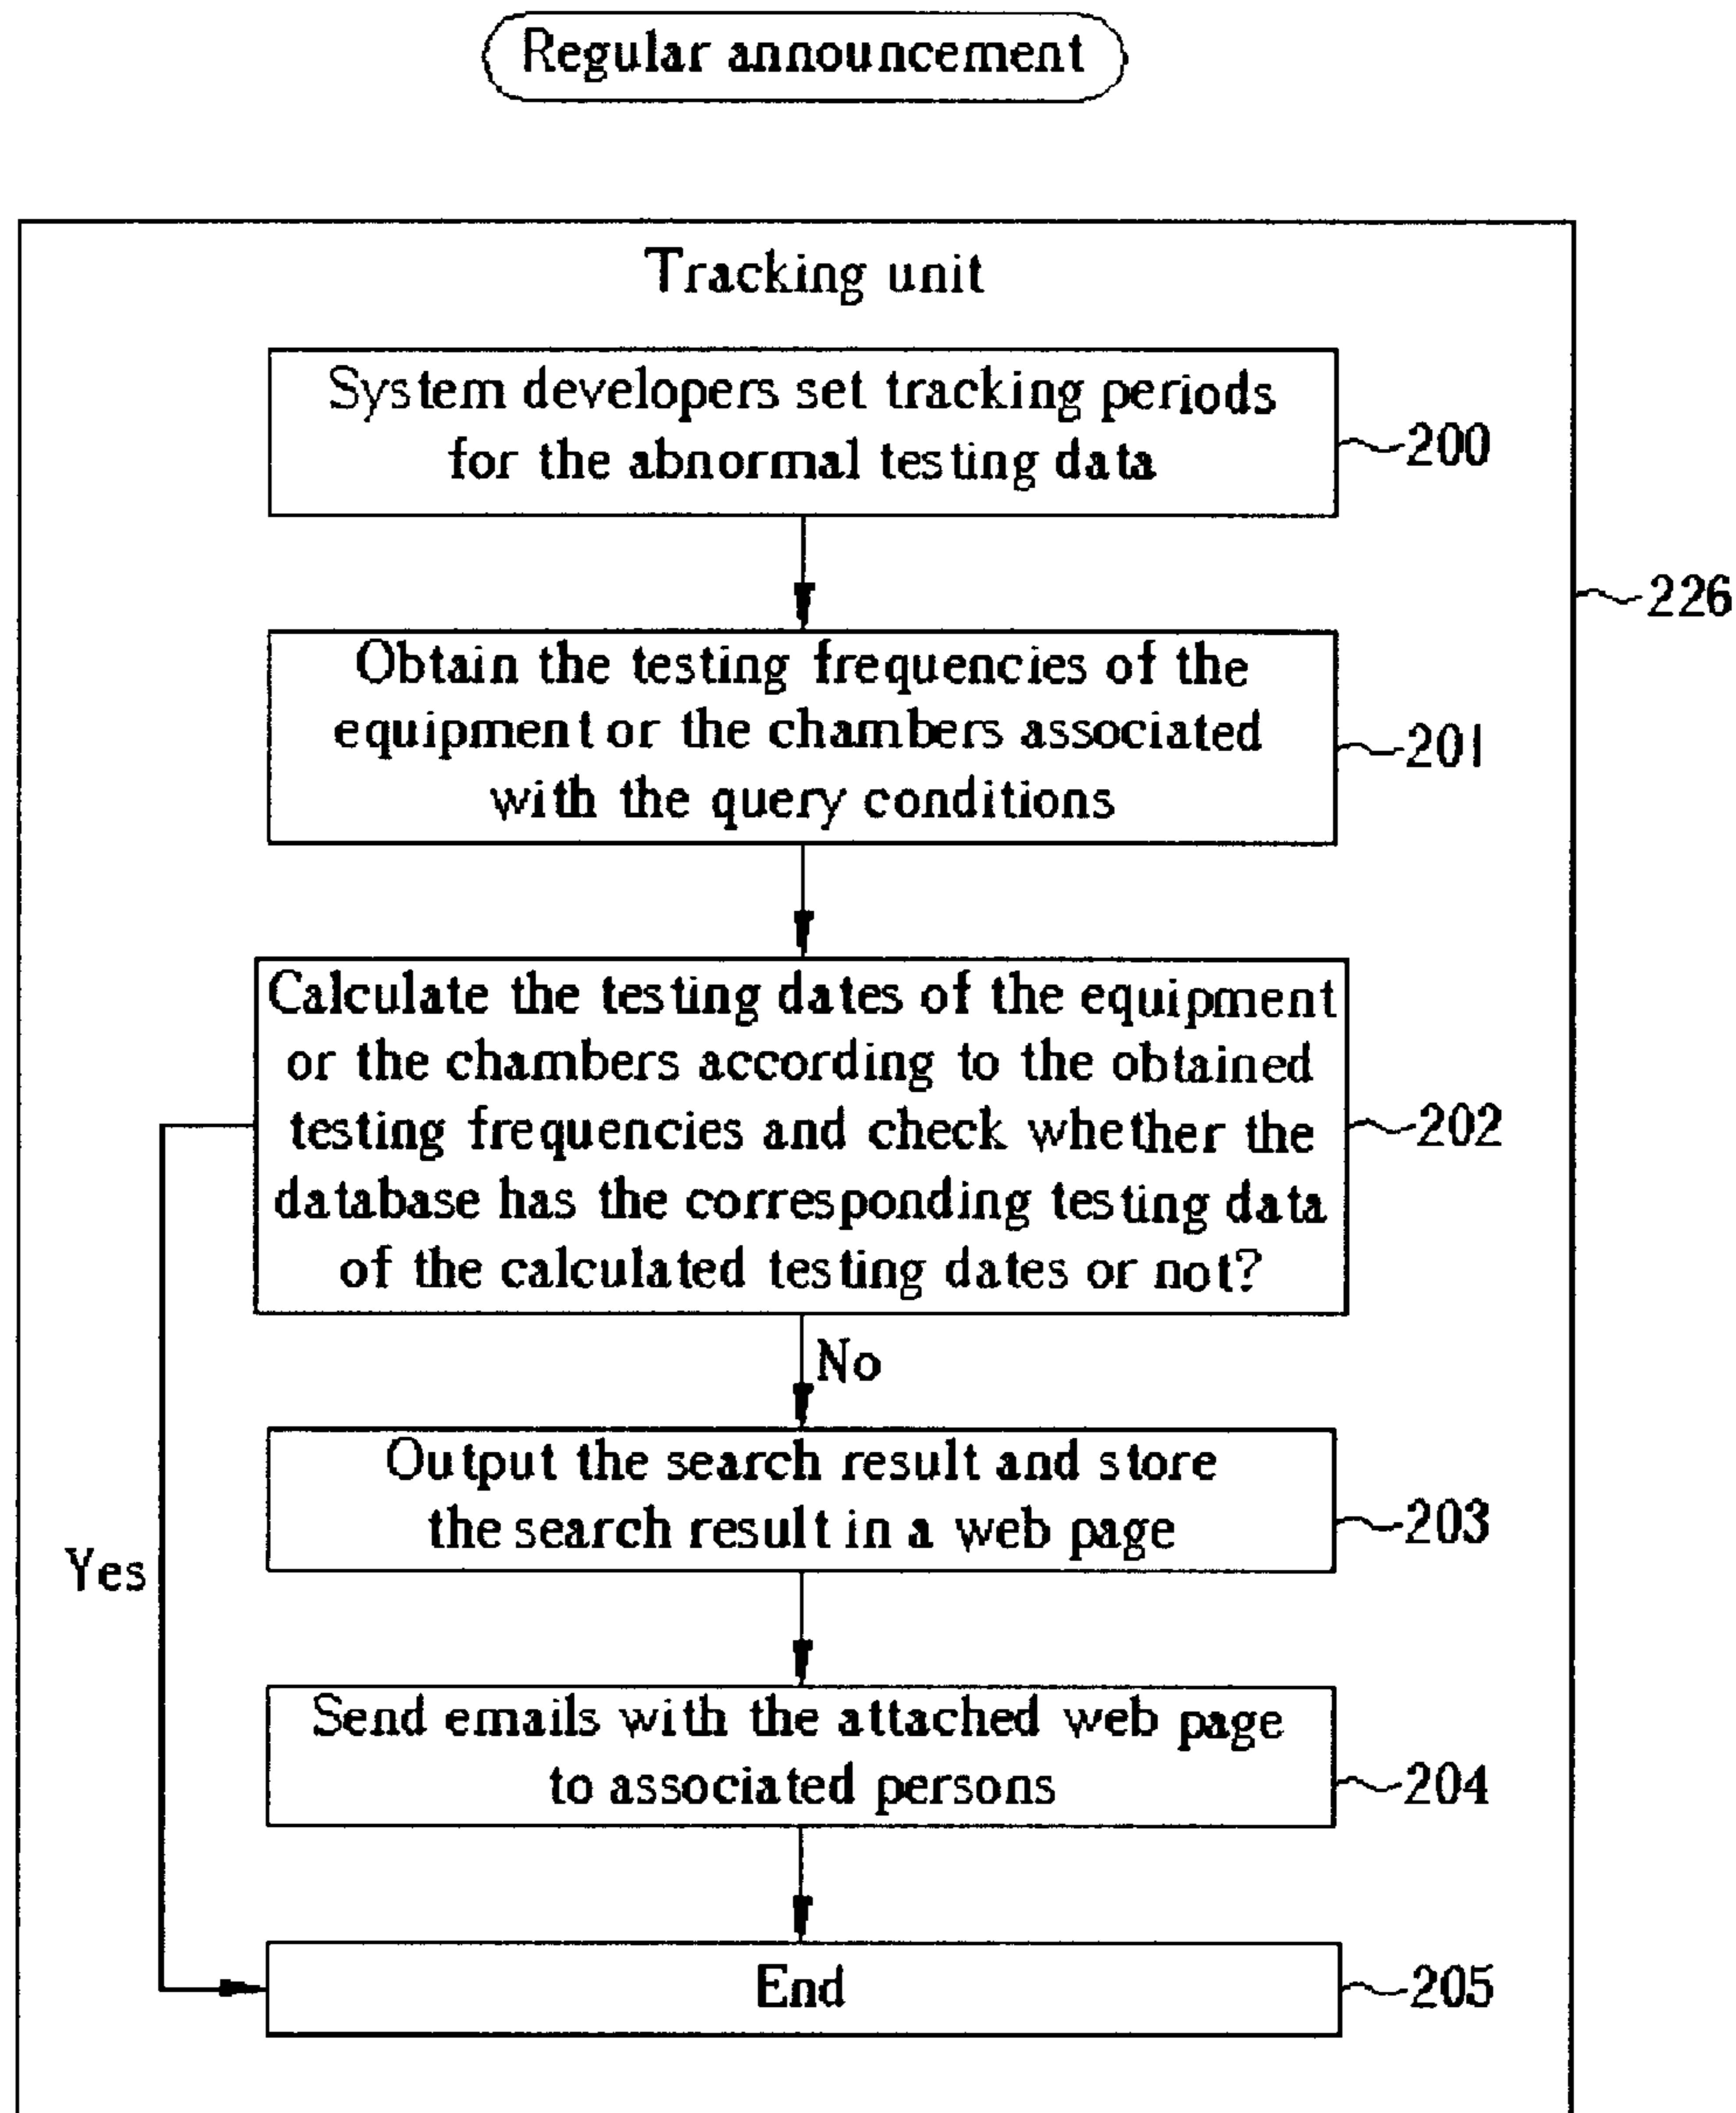 Regular announcement
Tracking unit
System developers set tracking periods
for the abnormal testing data
200
226
Obtain the testing frequencies of the
equipment or the chambers associated
with the query conditions
201
Calculate the testing dates of the equipment
or the chambers according to the obtained
testing frequencies and check whether the
database has the corresponding testing data
of the calculated testing dates or not?
202
No
Output the search result and store
the search result in a web page
203
Yes
Send emails with the attached web page
to associated persons
204
End
205